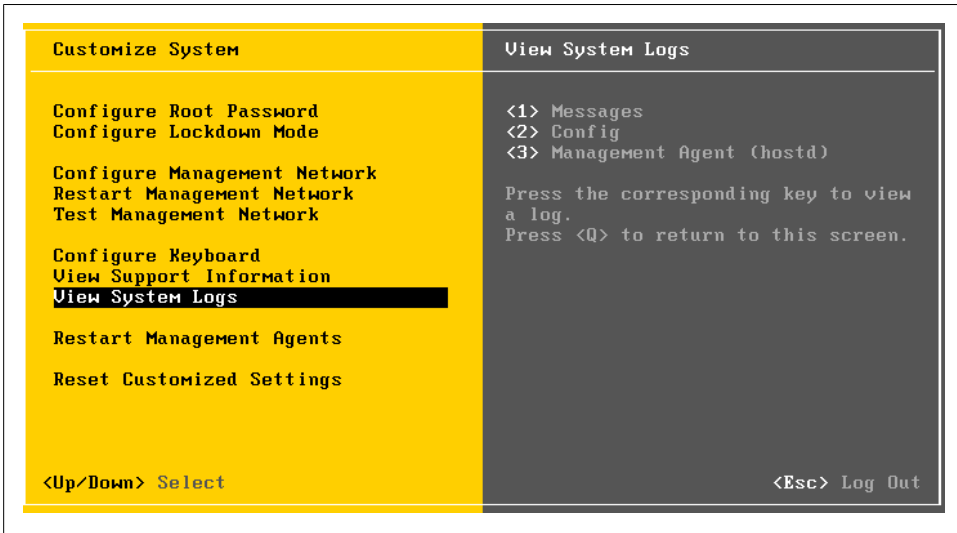 Customize System
Configure Root Password
Configure Lockdown Mode
Configure Management Network
Restart Management Network
Test Management Network
Configure Keyboard
View Support Information
View System Logs
Restart Management Agents
Reset Customized Settings
<Up/Down> Select
View System Logs
<1> Messages
<2> Config
<3> Management Agent (hostd)
Press the corresponding key to view
a log.
Press <Q> to return to this screen.
<Esc> Log Out